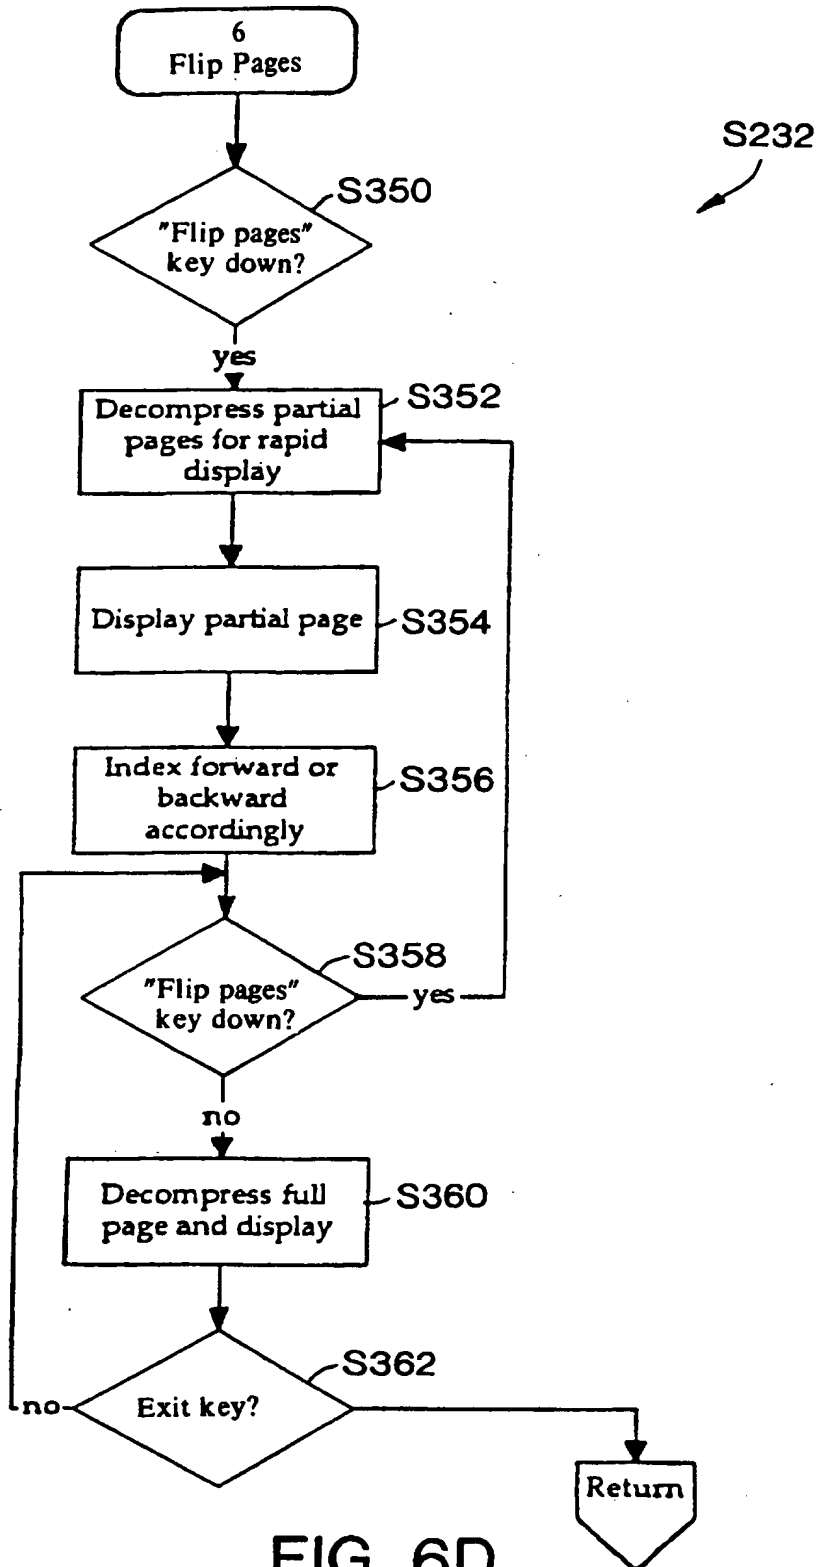 6
Flip Pages
S232
S350
"Flip pages"
key down?
yes
S352
Decompress partial
pages for rapid
display
Display partial page
S354
Index forward or
backward
accordingly
S356
S358
"Flip pages"
key down?
yes
no
Decompress full
page and display
S360
S362
Exit key?
no
Return
FIG. 6D